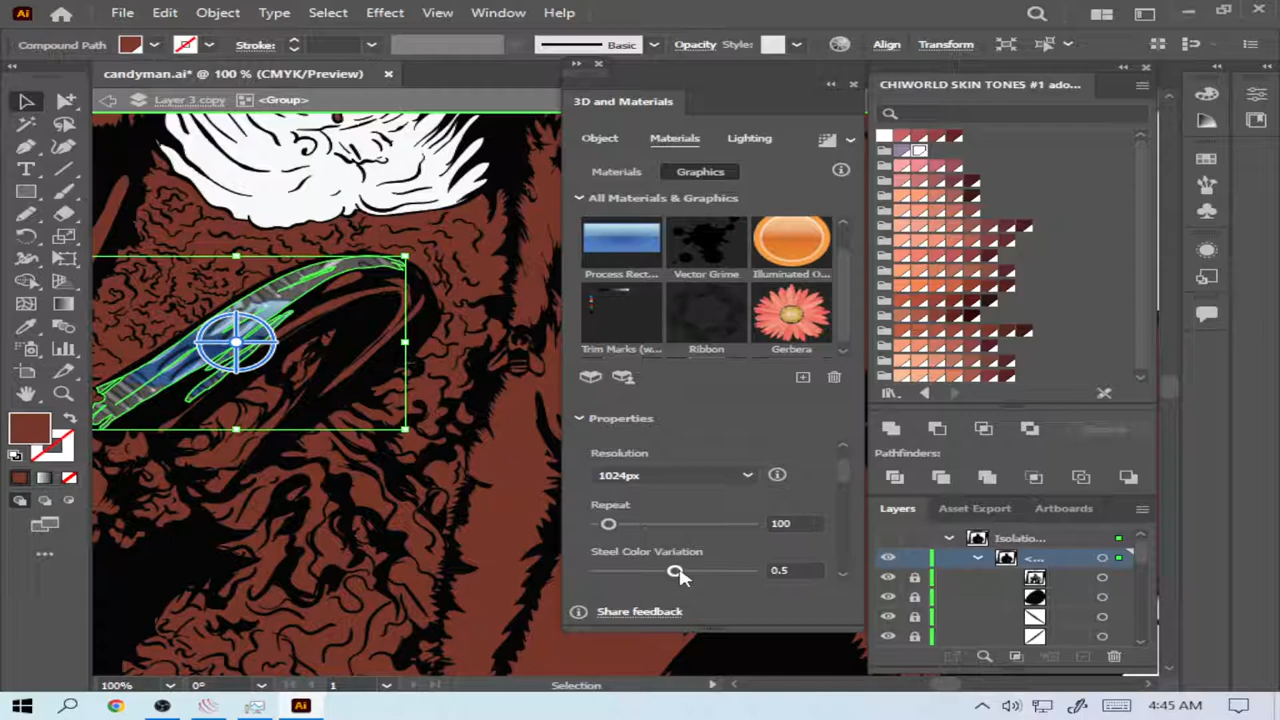 Ai File Edit Object Type Select Effect View Window Help
Compound Path Stroke: Basic Opacity Style: Align Transform
candyman.ai* @ 100 % (CMYK/Preview)
Layer 3 copy <Group>
3D and Materials
Object Materials Lighting
Materials Graphics
All Materials & Graphics
Process Rect... Vector Grime Illuminated O...
Trim Marks (w... Ribbon Gerbera
Properties
Resolution
1024px
Repeat
100
Steel Color Variation
0.5
Share feedback
CHIWORLD SKIN TONES #1 ado...
Pathfinders:
Layers Asset Export Artboards
Isolatio...
<...
100% 0° 1 Selection
Ai 4:45 AM